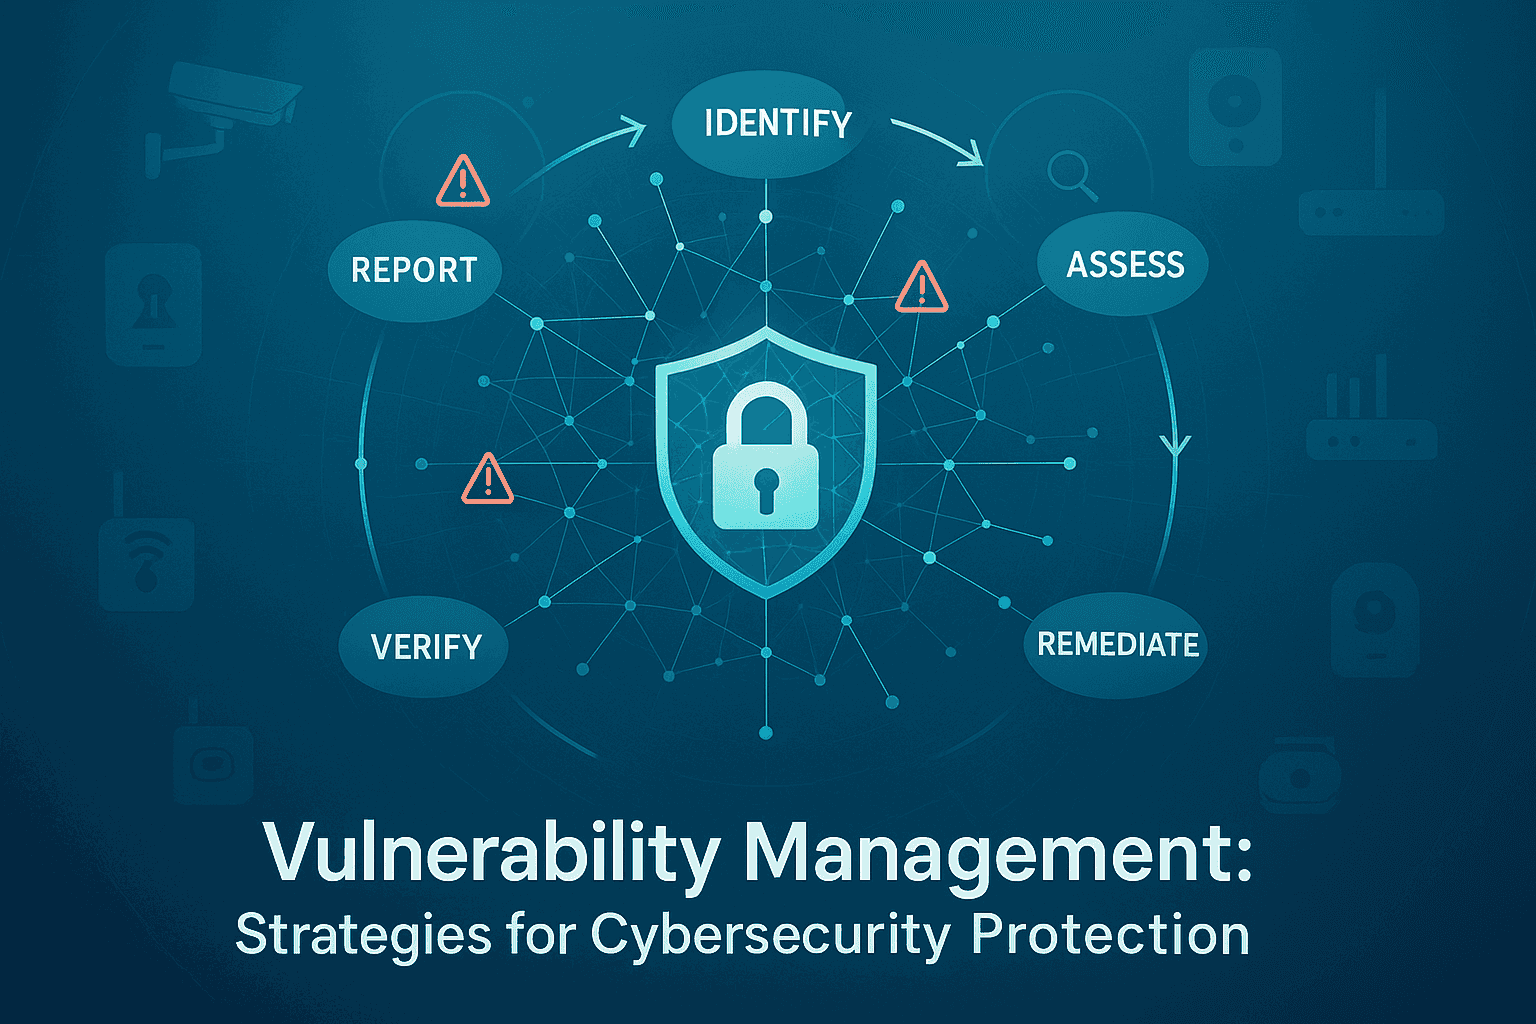 IDENTIFY
REPORT
ASSESS
VERIFY
REMEDIATE
Vulnerability Management:
Strategies for Cybersecurity Protection